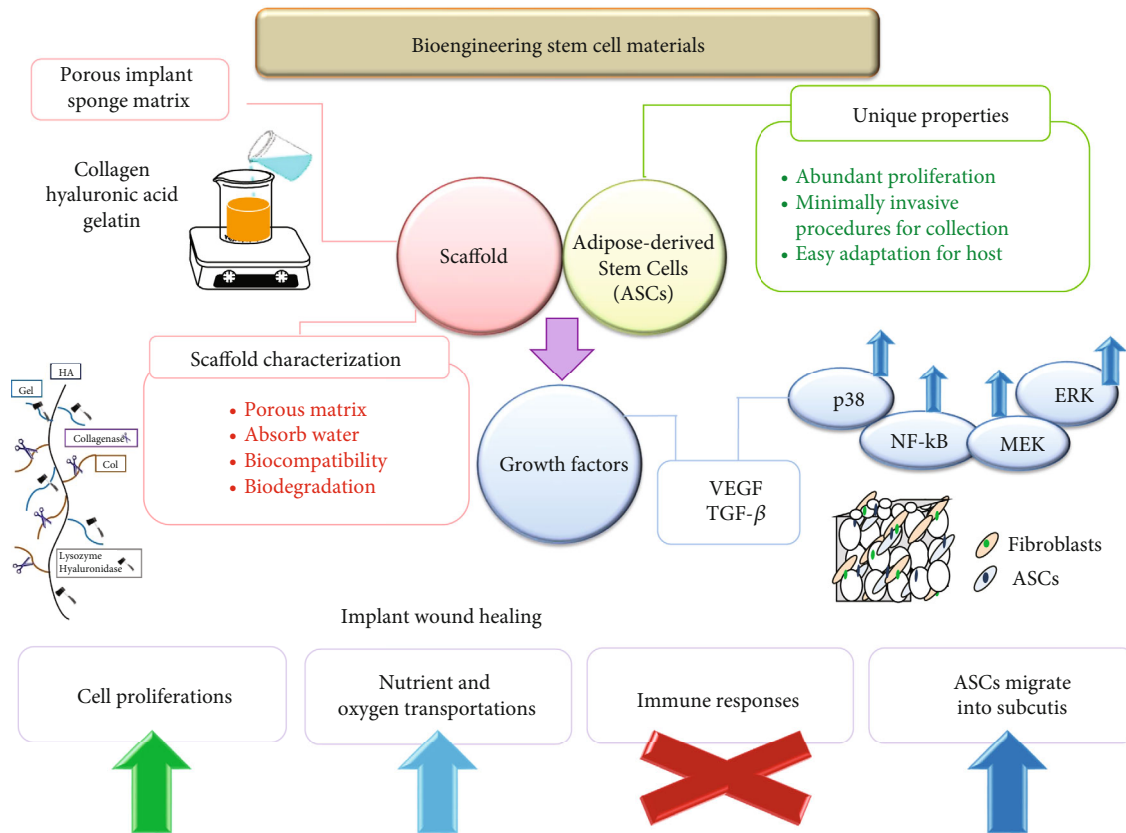 Bioengineering stem cell materials
Porous implant
sponge matrix
Collagen
hyaluronic acid
gelatin
Scaffold
Adipose-derived
Stem Cells
(ASCs)
Unique properties
• Abundant proliferation
• Minimally invasive
procedures for collection
• Easy adaptation for host
Scaffold characterization
• Porous matrix
• Absorb water
• Biocompatibility
• Biodegradation
HA
Gel
Collagenase
Col
Lysozyme
Hyaluronidase
Growth factors
VEGF
TGF-β
p38
NF-kB
MEK
ERK
Fibroblasts
ASCs
Implant wound healing
Cell proliferations
Nutrient and
oxygen transportations
Immune responses
ASCs migrate
into subcutis